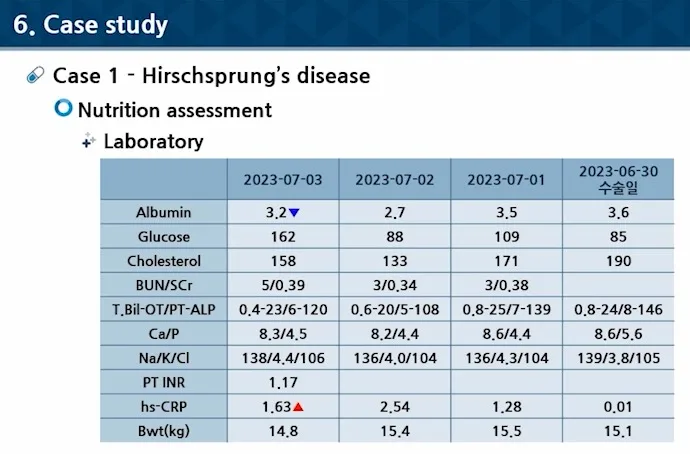 6. Case study
Case 1 - Hirschsprung's disease
Nutrition assessment
Laboratory
2023-07-03 2023-07-02 2023-07-01 2023-06-30 수술일
Albumin 3.2▼ 2.7 3.5 3.6
Glucose 162 88 109 85
Cholesterol 158 133 171 190
BUN/SCr 5/0.39 3/0.34 3/0.38
T.Bil-OT/PT-ALP 0.4-23/6-120 0.6-20/5-108 0.8-25/7-139 0.8-24/8-146
Ca/P 8.3/4.5 8.2/4.4 8.6/4.4 8.6/5.6
Na/K/Cl 138/4.4/106 136/4.0/104 136/4.3/104 139/3.8/105
PT INR 1.17
hs-CRP 1.63▲ 2.54 1.28 0.01
Bwt(kg) 14.8 15.4 15.5 15.1